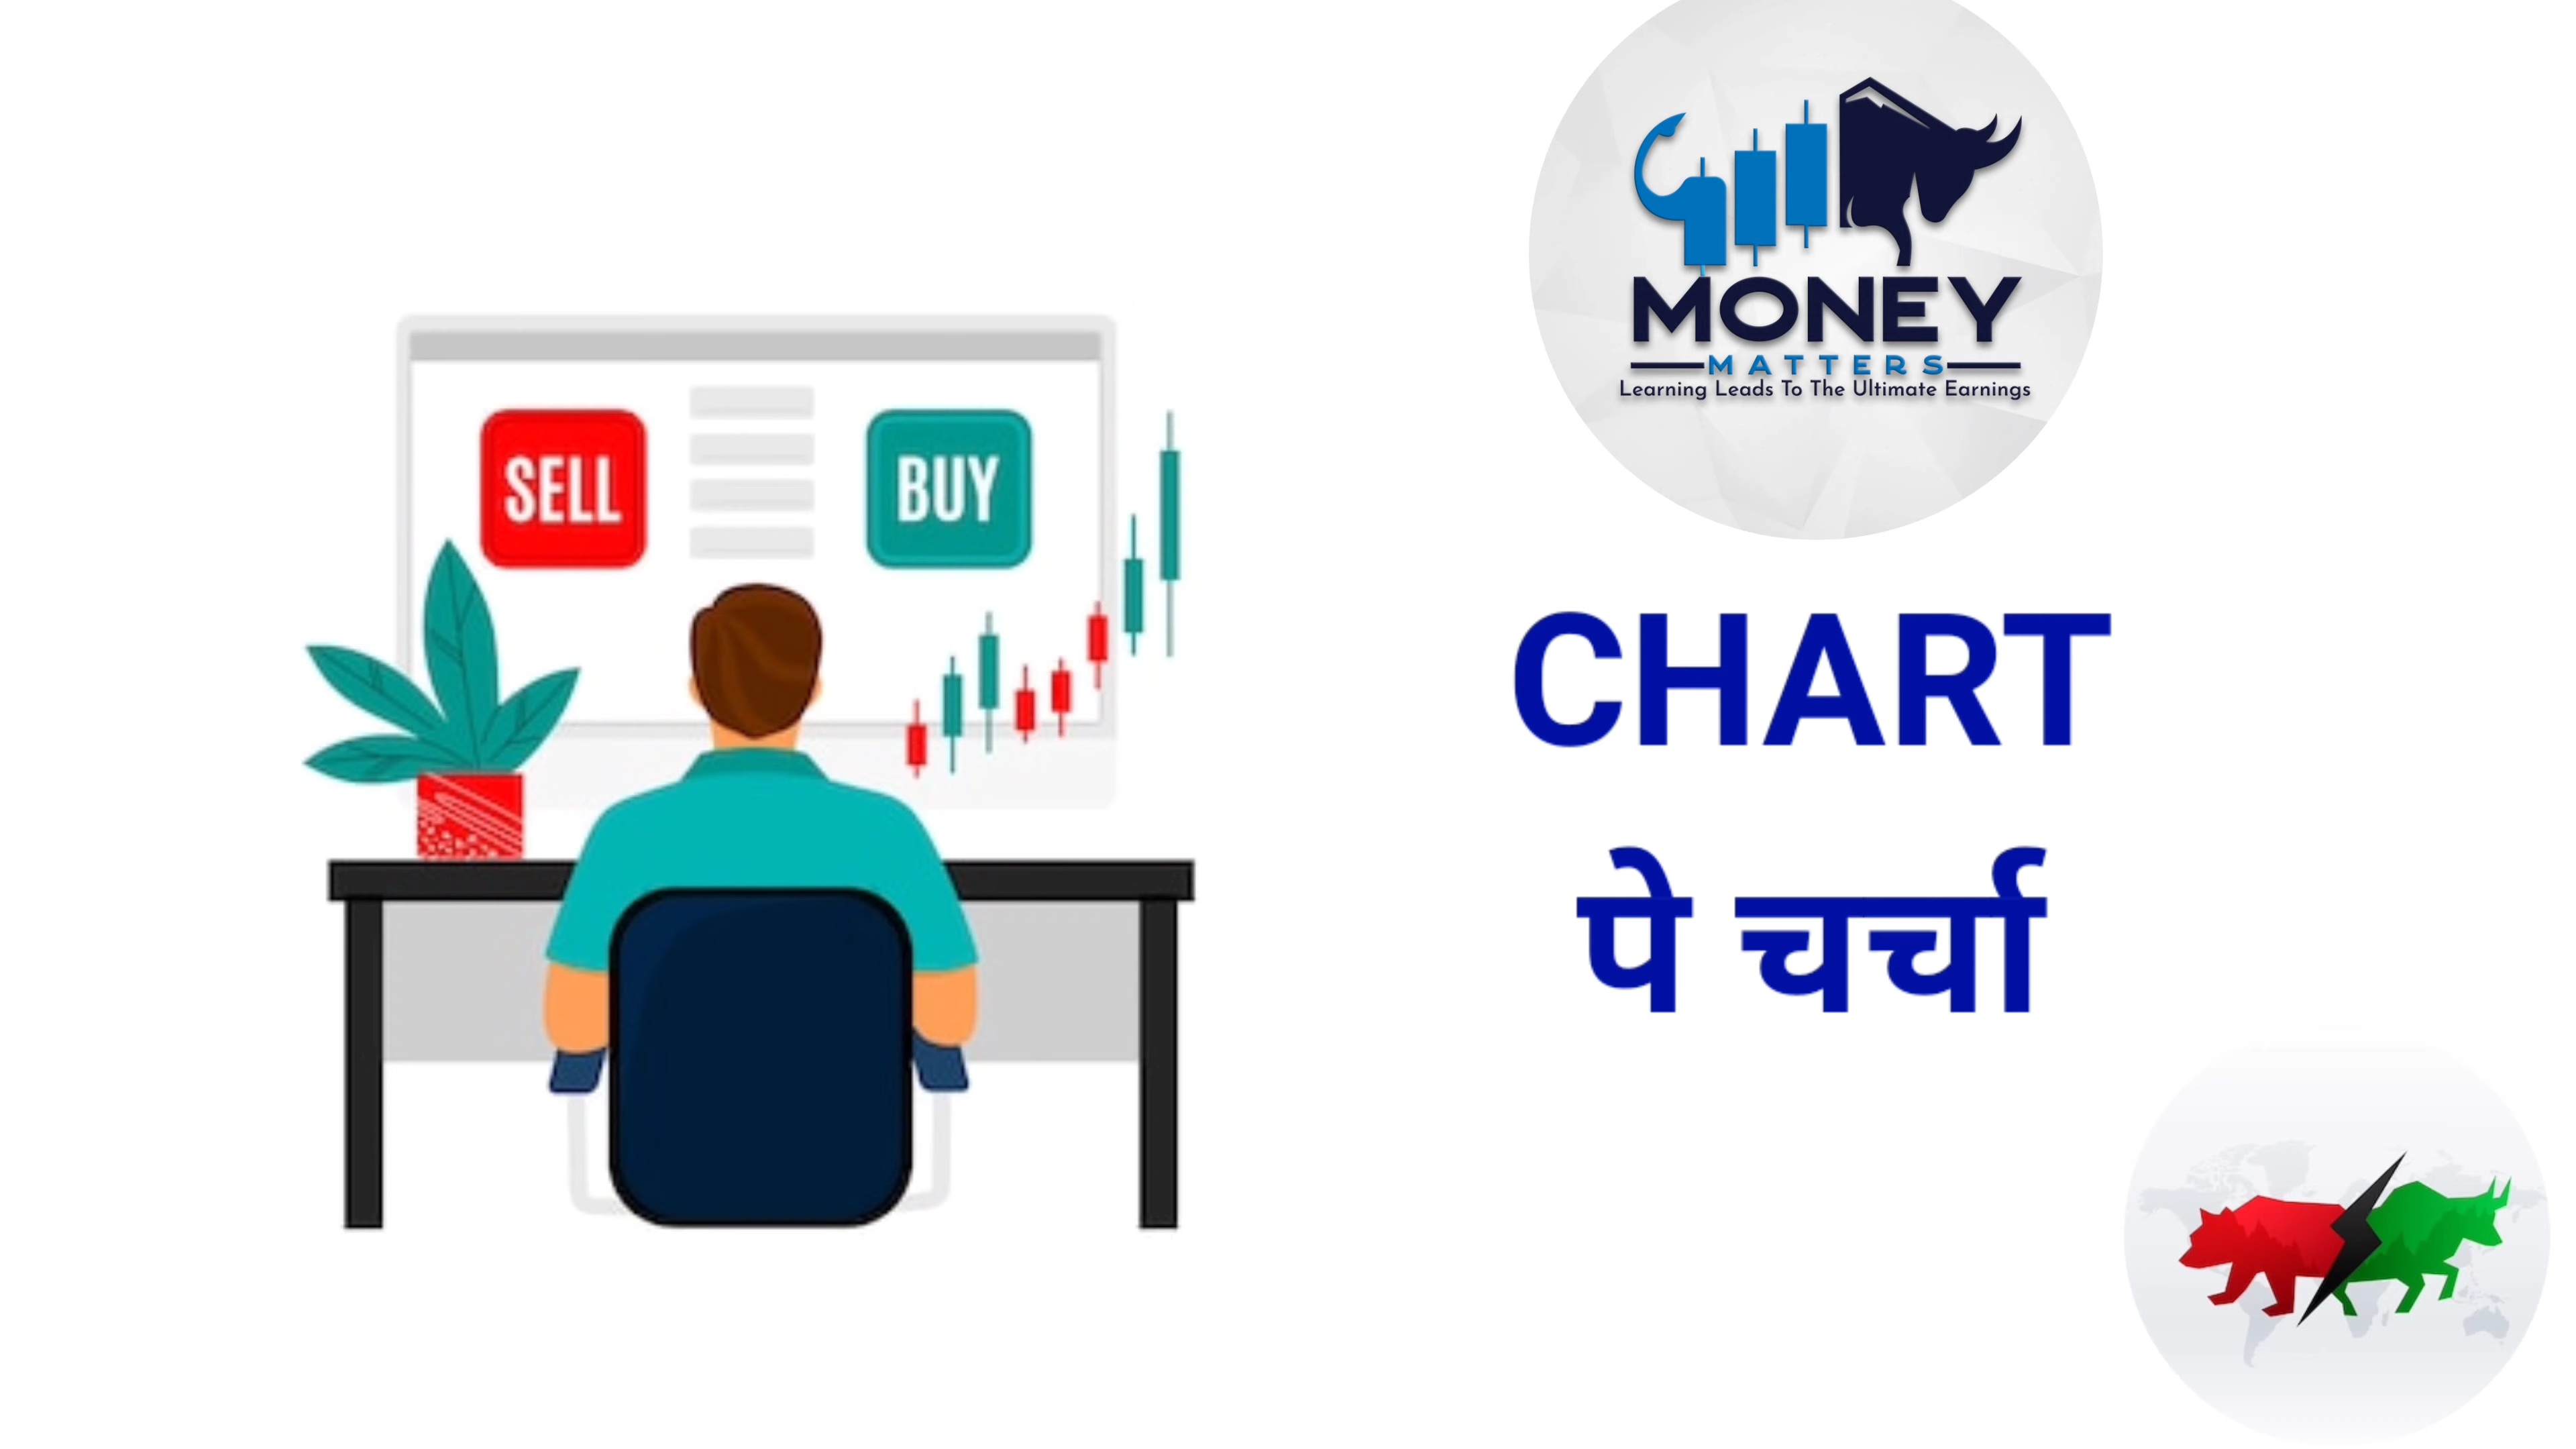 MONEY
MATTERS
Learning Leads To The Ultimate Earnings
SELL
BUY
CHART
पे चर्चा